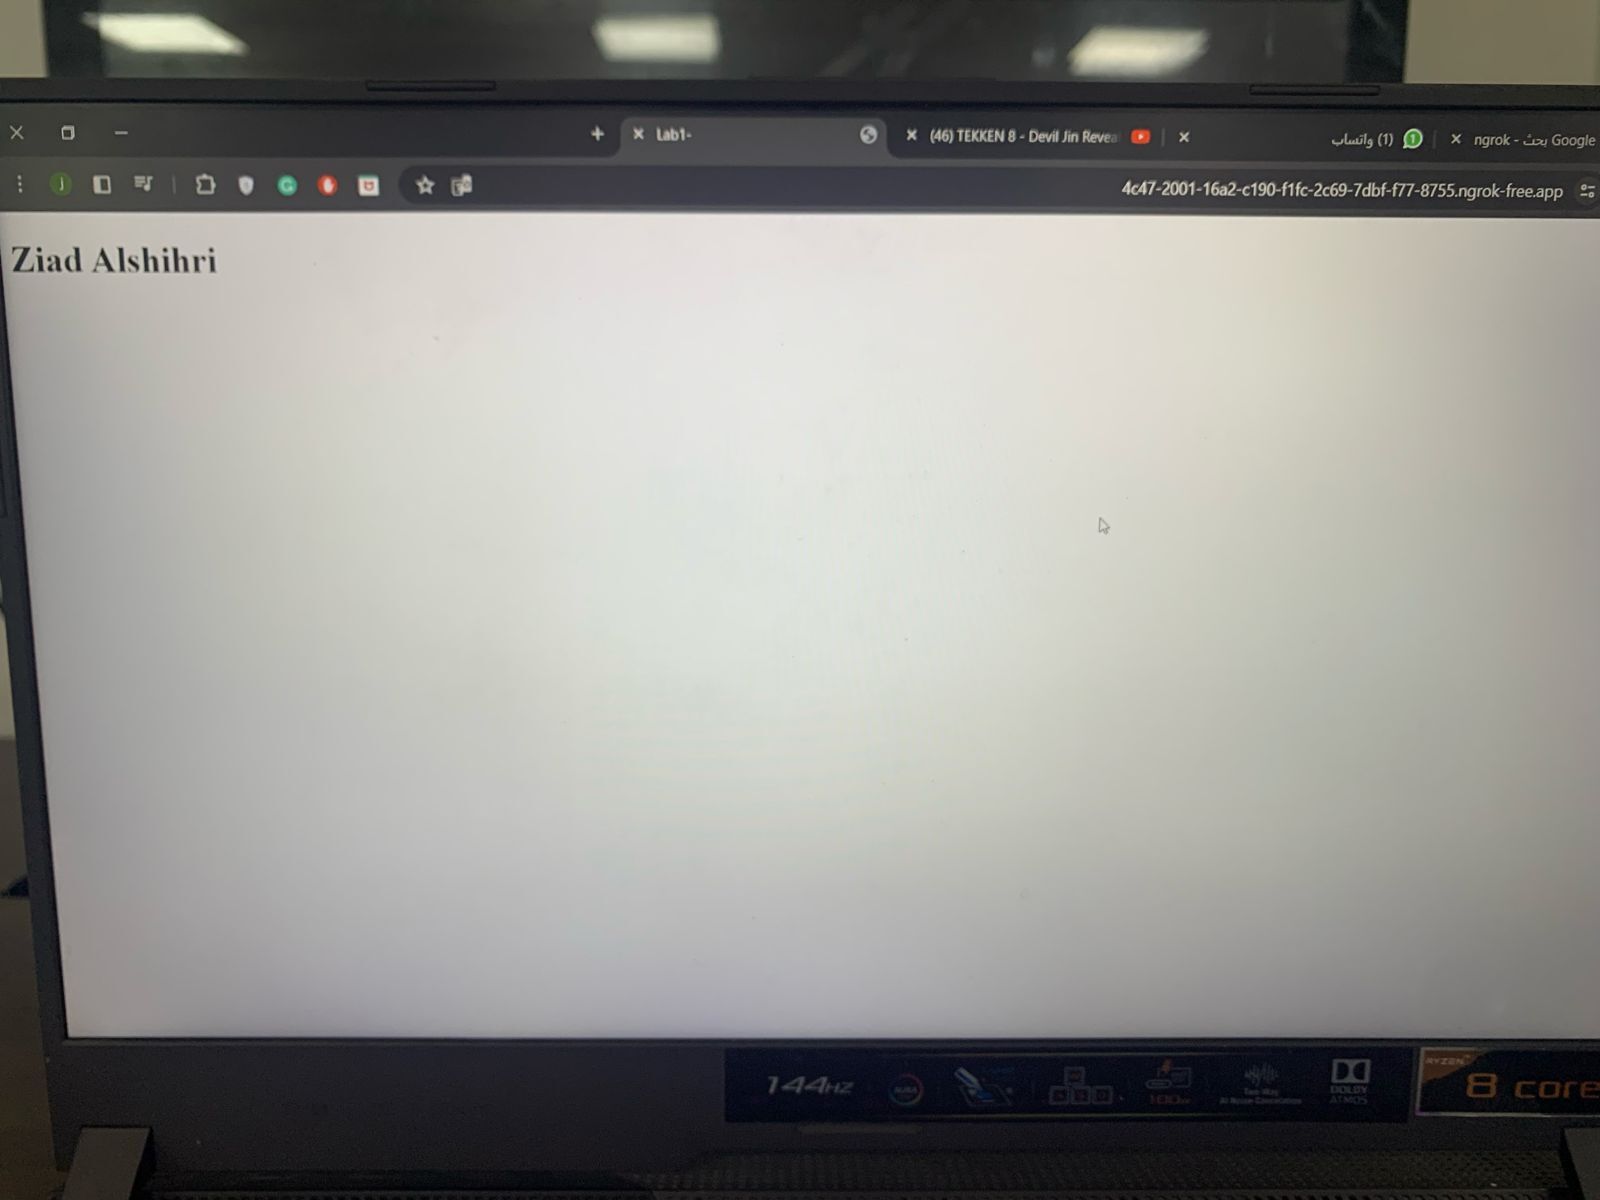 Lab1-
(46) TEKKEN 8 - Devil Jin Revea
(1) واتساب
ngrok - بحث Google
4c47-2001-16a2-c190-f1fc-2c69-7dbf-f77-8755.ngrok-free.app
Ziad Alshihri
144HZ
100w
DOLBY
ATMOS
RYZEN
8 core